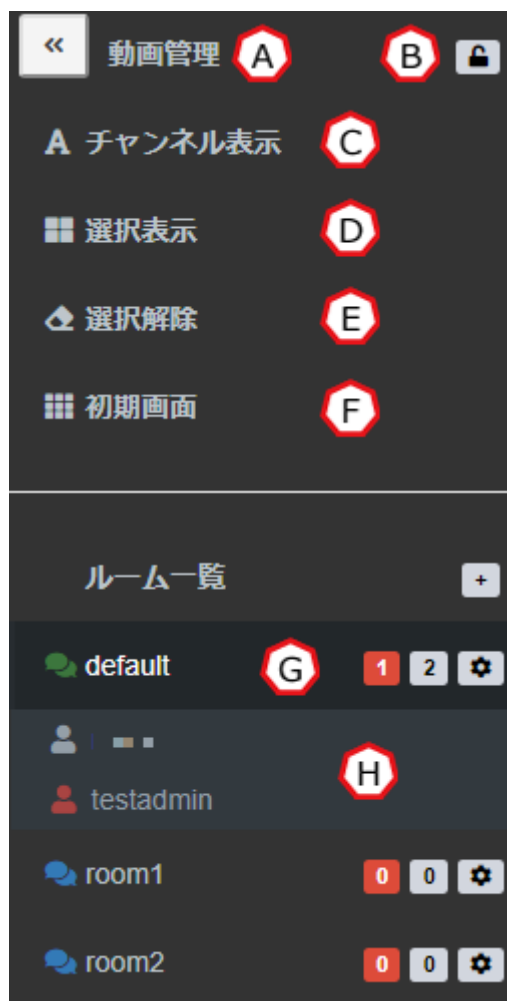 « 動画管理 A B
A チャンネル表示 C
選択表示 D
選択解除 E
初期画面 F
ルーム一覧 +
default G 1 2
H
testadmin
room1 0 0
room2 0 0